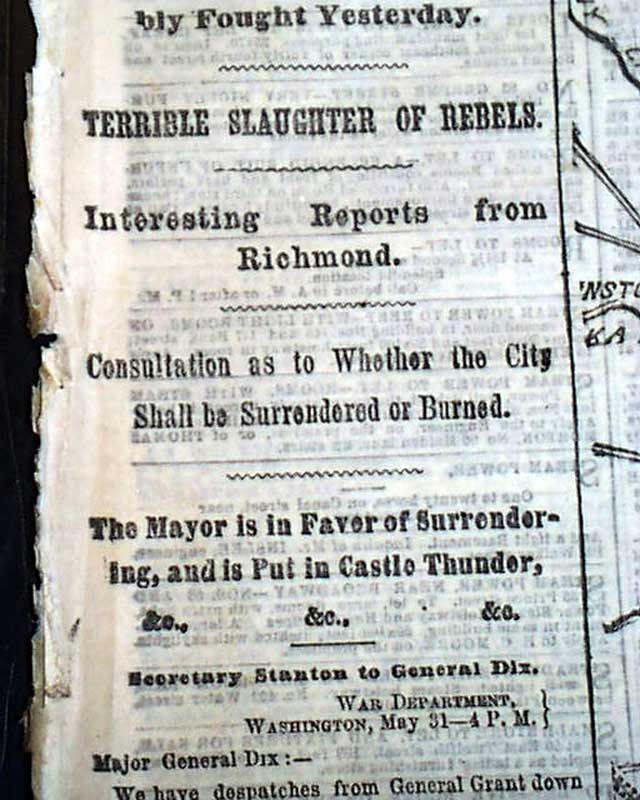 bly Fought Yesterday.
TERRIBLE SLAUGHTER OF REBELS.
Interesting Reports from
Richmond.
Consultation as to Whether the City
Shall be Surrendered or Burned.
The Mayor is in Favor of Surrender-
ing, and is Put in Castle Thunder,
&c., &c., &c.
Secretary Stanton to General Dix.
WAR DEPARTMENT,
WASHINGTON, May 31—4 P. M.
Major General Dix:—
We have despatches from General Grant down